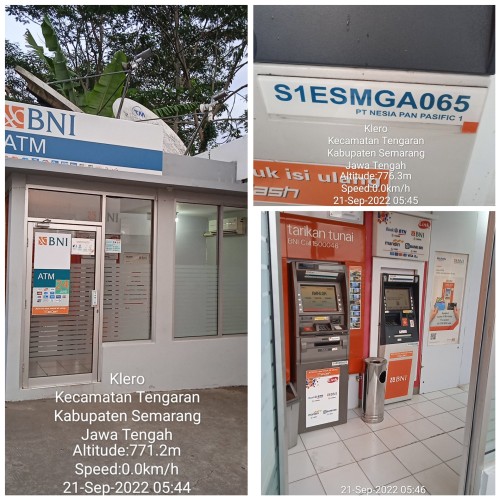 BNI
ATM
BNI
ATM
Klero
Kecamatan Tengaran
Kabupaten Semarang
Jawa Tengah
Altitude:771.2m
Speed:0.0km/h
21-Sep-2022 05:44
S1ESMGA065
PT NESIA PAN PASIFIC 1
Klero
Kecamatan Tengaran
Kabupaten Semarang
Jawa Tengah
uk isi ulang
ash
Altitude:776.3m
Speed:0.0km/h
21-Sep-2022 05:45
tarikan tunai
BNI
BNI
21-Sep-2022 05:46